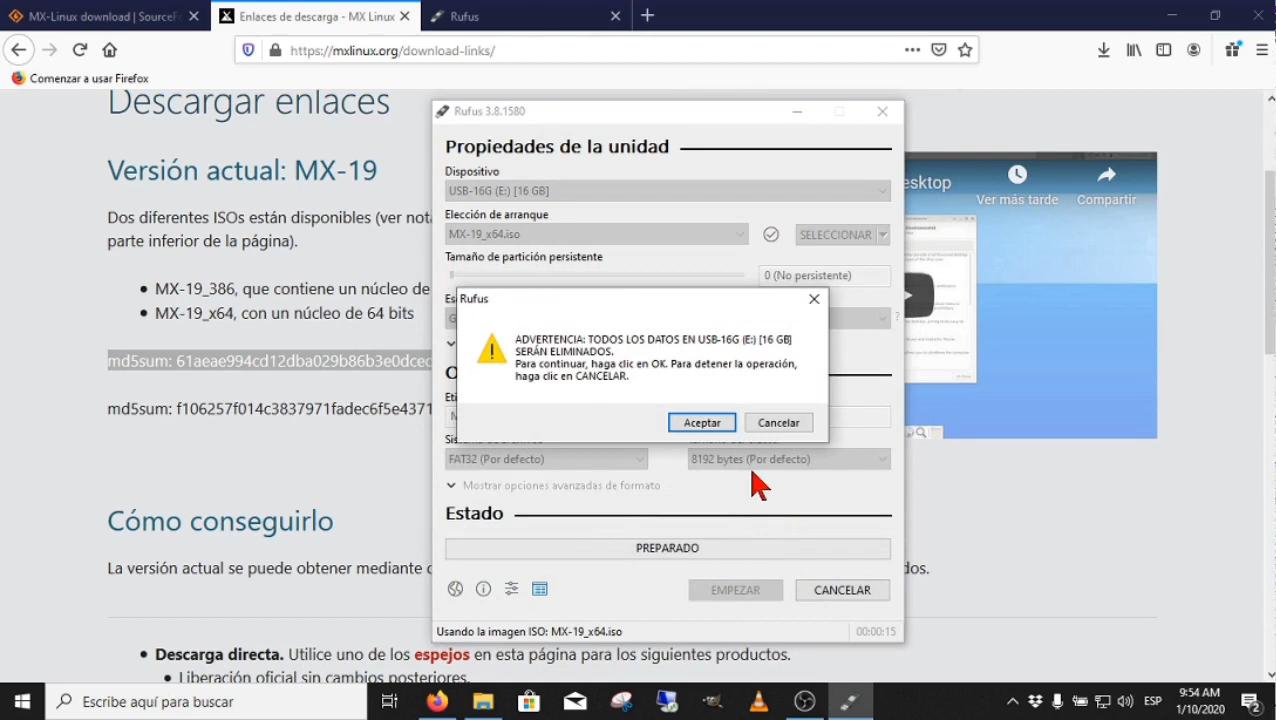 MX-Linux download | SourceFo
Enlaces de descarga - MX Linux
Rufus
https://mxlinux.org/download-links/
Comenzar a usar Firefox
Descargar enlaces
Versión actual: MX-19
Dos diferentes ISOs están disponibles (ver nota
parte inferior de la página).
MX-19_386, que contiene un núcleo de
MX-19_x64, con un núcleo de 64 bits
md5sum: 61aeae994cd12dba029b86b3e0dcec
md5sum: f106257f014c3837971fadec6f5e4371
Cómo conseguirlo
La versión actual se puede obtener mediante
dos.
Descarga directa. Utilice uno de los espejos en esta página para los siguientes productos.
Liberación oficial sin cambios posteriores.
esktop
Ver más tarde
Compartir
Rufus 3.8.1580
Propiedades de la unidad
Dispositivo
USB-16G (E:) [16 GB]
Elección de arranque
MX-19_x64.iso
SELECCIONAR
Tamaño de partición persistente
0 (No persistente)
Rufus
ADVERTENCIA: TODOS LOS DATOS EN USB-16G (E:) [16 GB]
SERÁN ELIMINADOS.
Para continuar, haga clic en OK. Para detener la operación,
haga clic en CANCELAR.
Aceptar
Cancelar
FAT32 (Por defecto)
8192 bytes (Por defecto)
Mostrar opciones avanzadas de formato
Estado
PREPARADO
EMPEZAR
CANCELAR
Usando la imagen ISO: MX-19_x64.iso
00:00:15
Escribe aquí para buscar
ESP
9:54 AM
1/10/2020
2